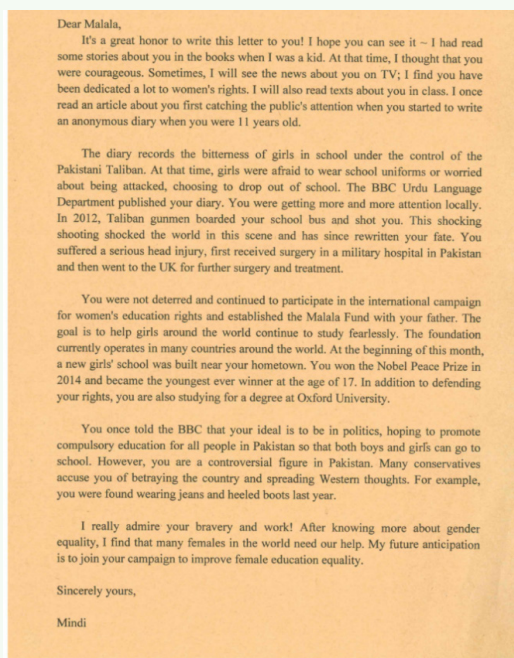 Dear Malala,
It's a great honor to write this letter to you! I hope you can see it ~ I had read
some stories about you in the books when I was a kid. At that time, I thought that you
were courageous. Sometimes, I will see the news about you on TV; I find you have
been dedicated a lot to women's rights. I will also read texts about you in class. I once
read an article about you first catching the public's attention when you started to write
an anonymous diary when you were 11 years old.
The diary records the bitterness of girls in school under the control of the
Pakistani Taliban. At that time, girls were afraid to wear school uniforms or worried
about being attacked, choosing to drop out of school. The BBC Urdu Language
Department published your diary. You were getting more and more attention locally.
In 2012, Taliban gunmen boarded your school bus and shot you. This shocking
shooting shocked the world in this scene and has since rewritten your fate. You
suffered a serious head injury, first received surgery in a military hospital in Pakistan
and then went to the UK for further surgery and treatment.
You were not deterred and continued to participate in the international campaign
for women's education rights and established the Malala Fund with your father. The
goal is to help girls around the world continue to study fearlessly. The foundation
currently operates in many countries around the world. At the beginning of this month,
a new girls' school was built near your hometown. You won the Nobel Peace Prize in
2014 and became the youngest ever winner at the age of 17. In addition to defending
your rights, you are also studying for a degree at Oxford University.
You once told the BBC that your ideal is to be in politics, hoping to promote
compulsory education for all people in Pakistan so that both boys and girls can go to
school. However, you are a controversial figure in Pakistan. Many conservatives
accuse you of betraying the country and spreading Western thoughts. For example,
you were found wearing jeans and heeled boots last year.
I really admire your bravery and work! After knowing more about gender
equality, I find that many females in the world need our help. My future anticipation
is to join your campaign to improve female education equality.
Sincerely yours,
Mindi